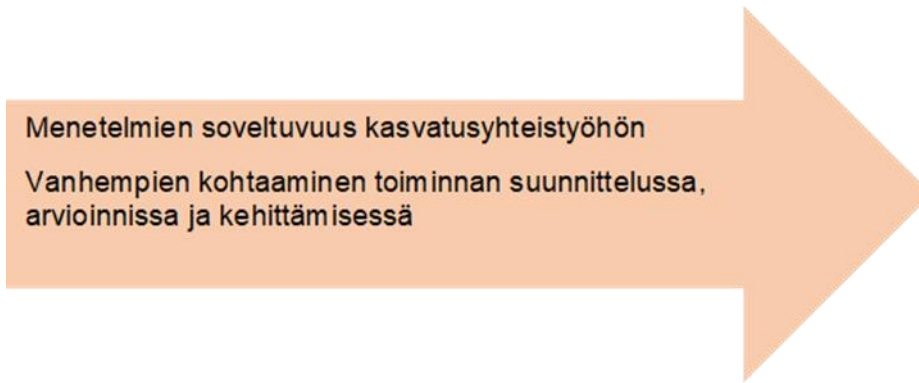 Menetelmien soveltuvuus kasvatusyhteistyöhön
Vanhempien kohtaaminen toiminnan suunnittelussa,
arvioinnissa ja kehittämisessä